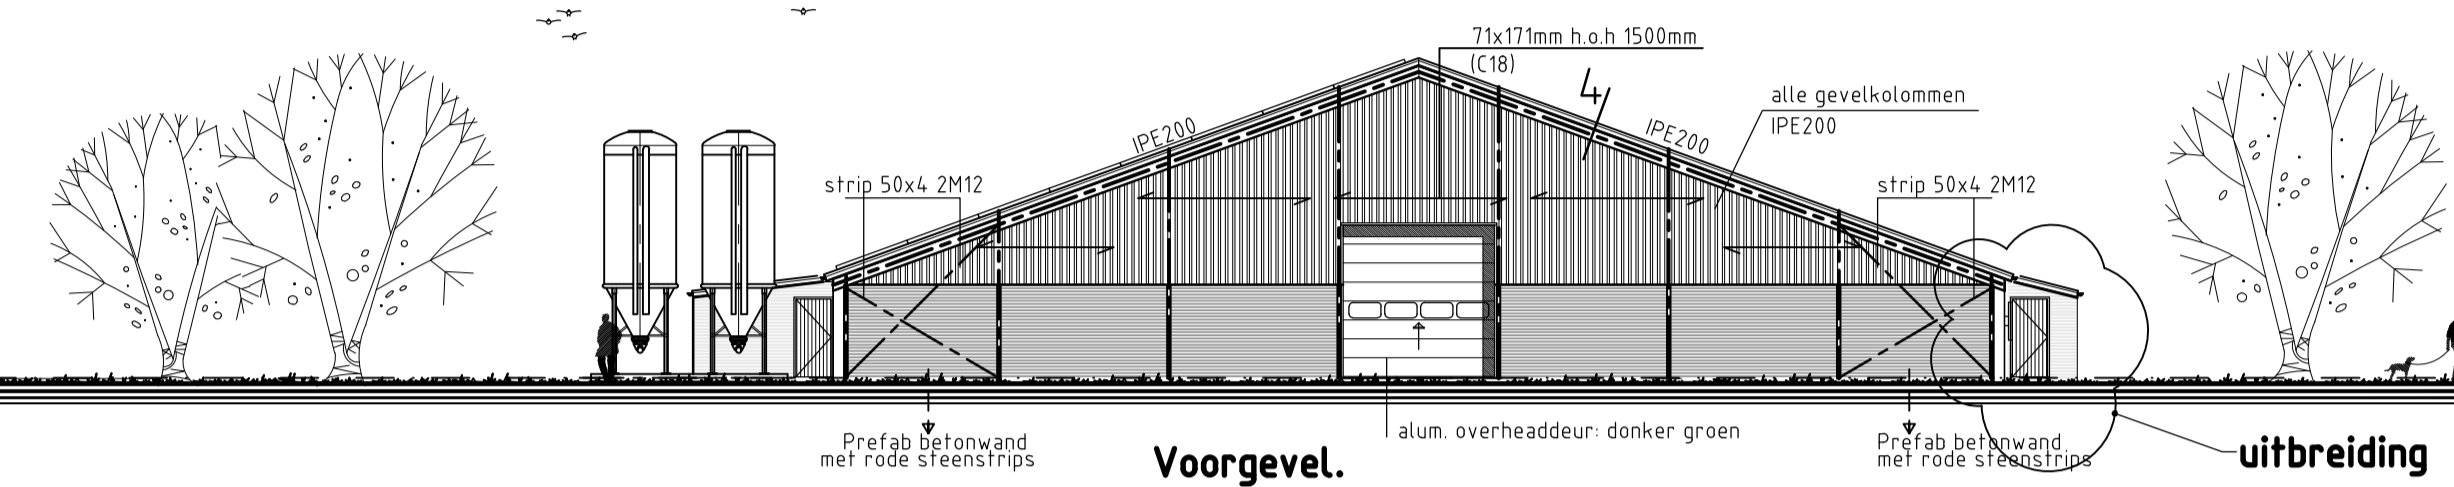 71x171mm h.o.h 1500mm
(C18)
4
alle gevelkolommen
IPE200
IPE200
IPE200
strip 50x4 2M12
strip 50x4 2M12
alum. overheaddeur: donker groen
Prefab betonwand
met rode steenstrips
Voorgevel.
Prefab betonwand
met rode steenstrips
uitbreiding